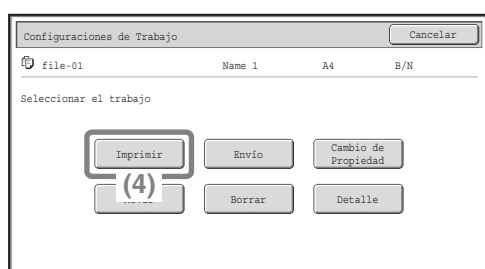 Configuraciones de Trabajo Cancelar
file-01 Name 1 A4 B/N
Seleccionar el trabajo
Imprimir Envío Cambio de
Propiedad
(4)
Borrar Detalle